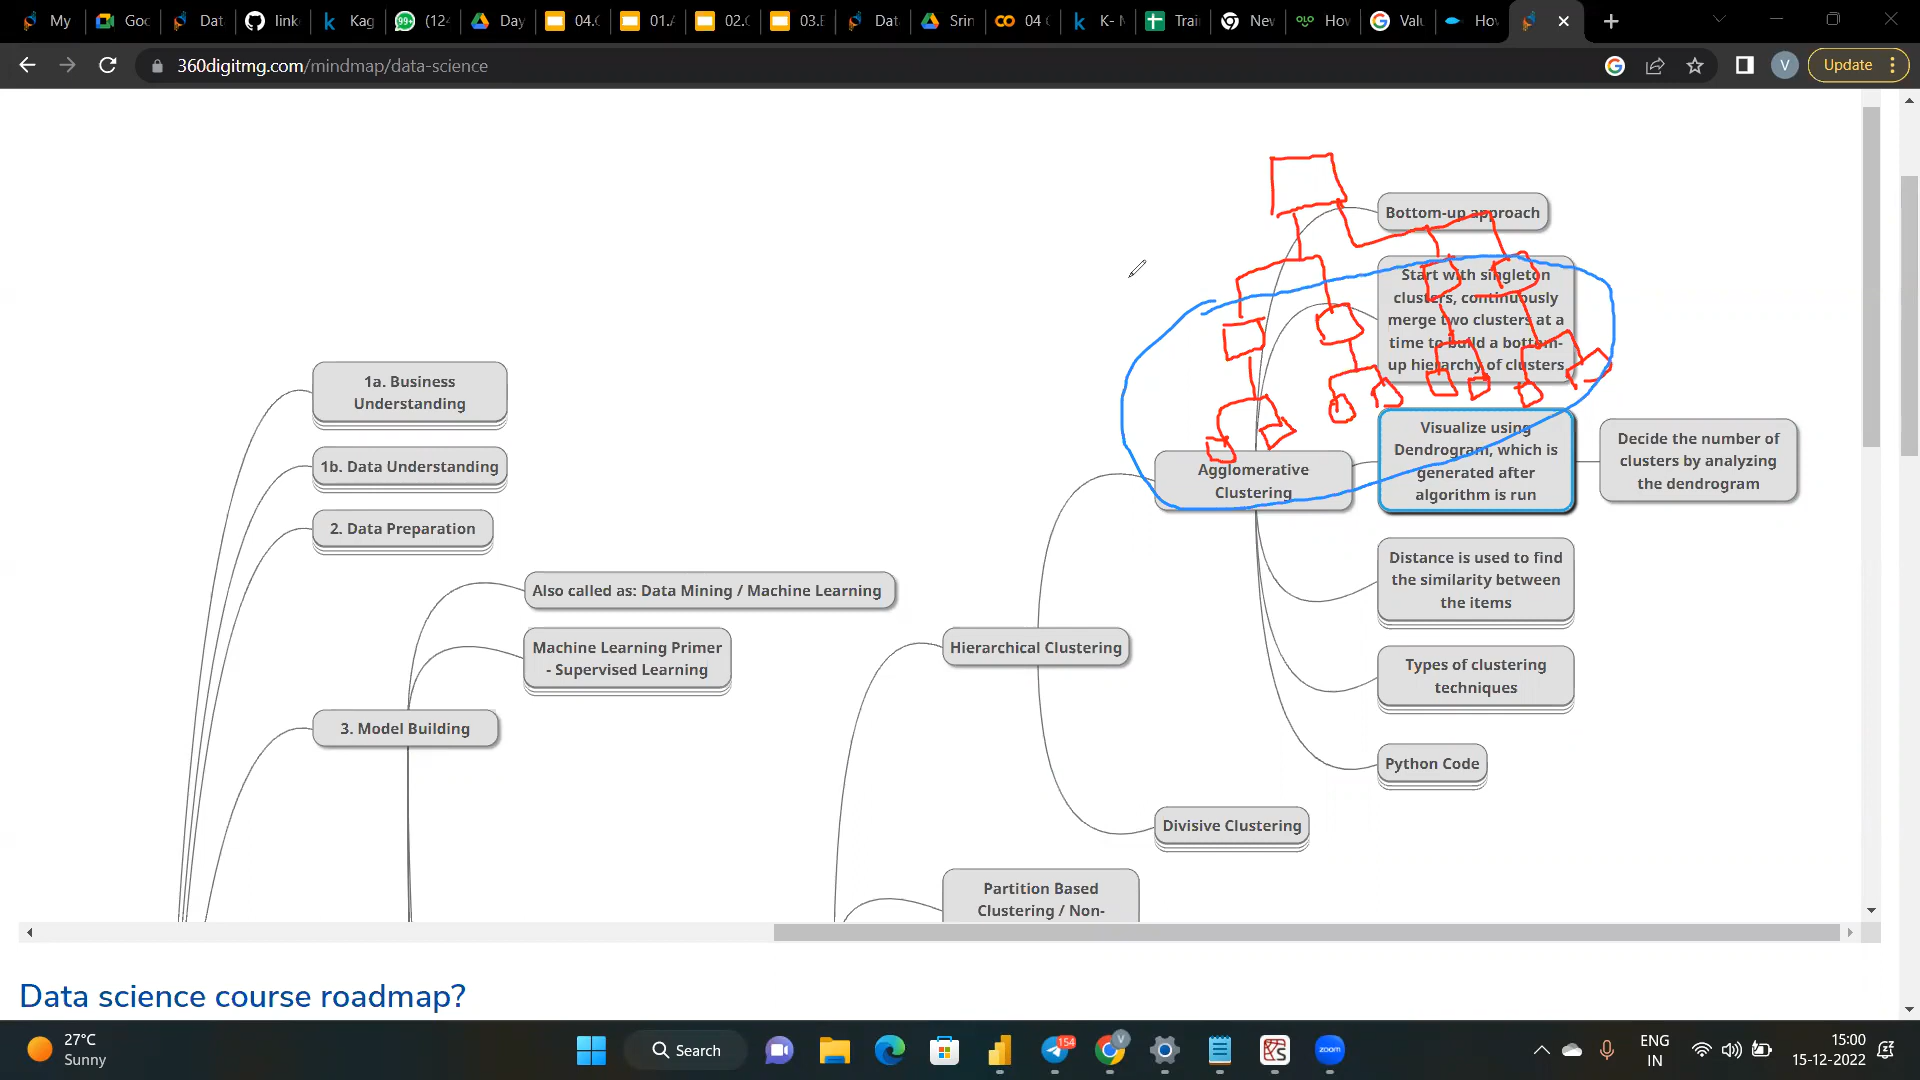 My
Goo
Dat
link
Kag
99+
(124
Day
04.
01.
02.
03.
Dat
Srin
04
K- M
Trai
Nev
Hov
Valu
Hov
360digitmg.com/mindmap/data-science
V
Update
Bottom-up approach
Start with singleton
clusters, continuously
merge two clusters at a
time to build a bottom-
up hierarchy of clusters
1a. Business
Understanding
Visualize using
Dendrogram, which is
generated after
algorithm is run
Decide the number of
clusters by analyzing
the dendrogram
1b. Data Understanding
Agglomerative
Clustering
2. Data Preparation
Distance is used to find
the similarity between
the items
Also called as: Data Mining / Machine Learning
Machine Learning Primer
- Supervised Learning
Hierarchical Clustering
Types of clustering
techniques
3. Model Building
Python Code
Divisive Clustering
Partition Based
Clustering / Non-
Data science course roadmap?
27°C
Sunny
Search
154
V
zoom
ENG
IN
15:00
15-12-2022